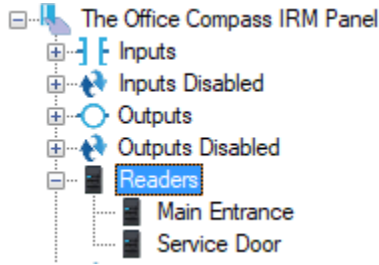 The Office Compass IRM Panel
Inputs
Inputs Disabled
Outputs
Outputs Disabled
Readers
Main Entrance
Service Door